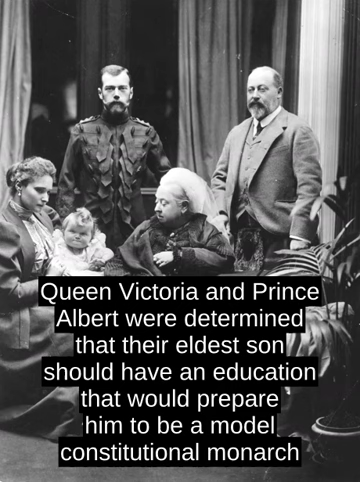 Queen Victoria and Prince
Albert were determined
that their eldest son
should have an education
that would prepare
him to be a model
constitutional monarch